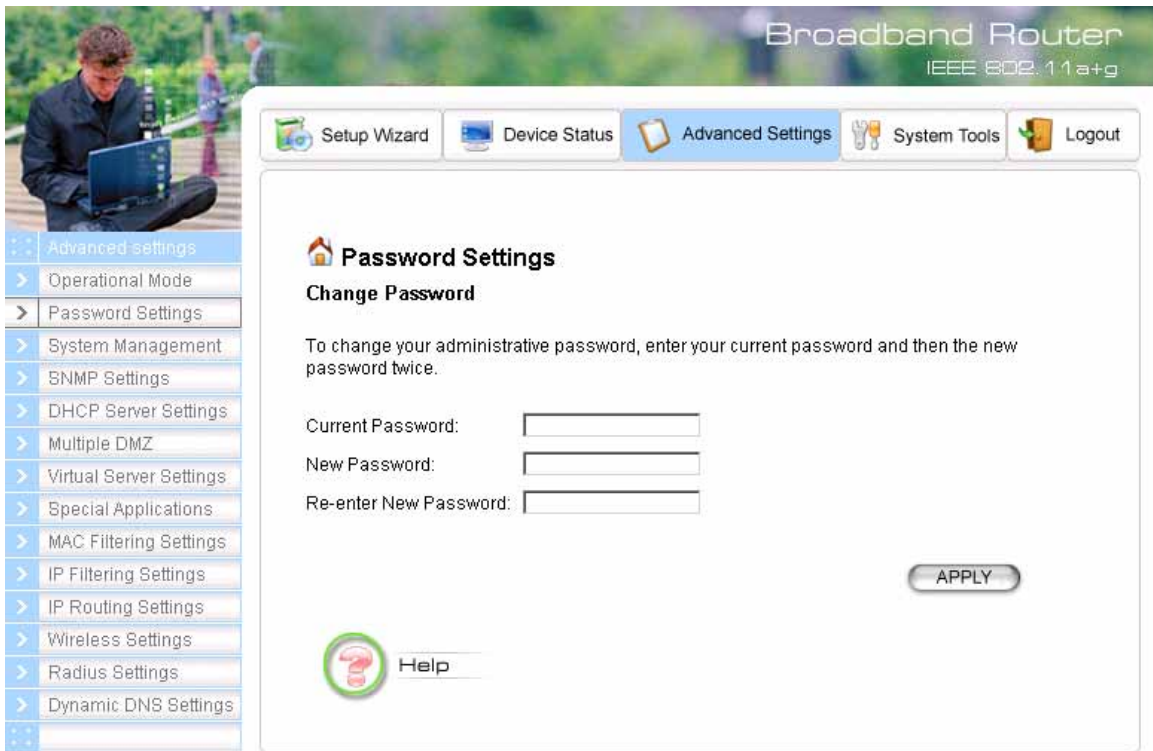 Broadband Router
IEEE 802.11a+g
Setup Wizard
Device Status
Advanced Settings
System Tools
Logout
Advanced settings
Operational Mode
Password Settings
System Management
SNMP Settings
DHCP Server Settings
Multiple DMZ
Virtual Server Settings
Special Applications
MAC Filtering Settings
IP Filtering Settings
IP Routing Settings
Wireless Settings
Radius Settings
Dynamic DNS Settings
Password Settings
Change Password
To change your administrative password, enter your current password and then the new
password twice.
Current Password:
New Password:
Re-enter New Password:
APPLY
Help